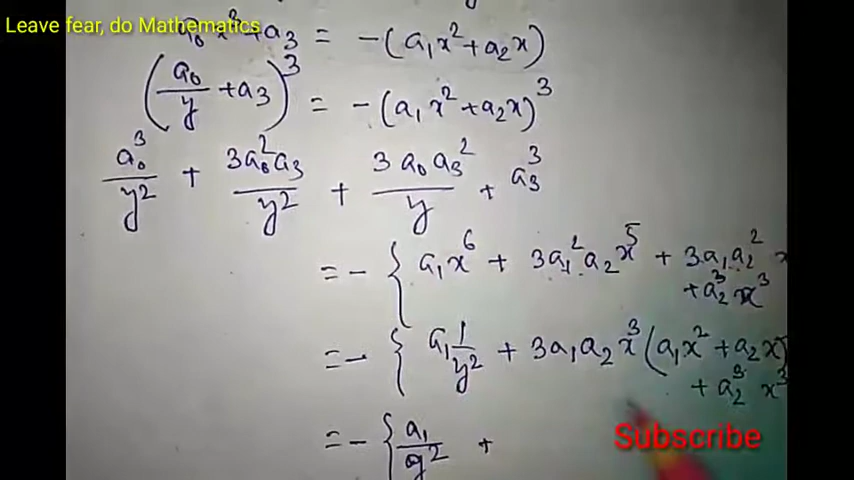 Leave fear, do Mathematics
a₀x³ + a₃ = -(a₁x² + a₂x)
(a₀/y + a₃)³ = -(a₁x² + a₂x)³
a₀³/y² + 3a₀²a₃/y² + 3a₀a₃²/y + a₃³
= - { a₁x⁶ + 3a₁²a₂x⁵ + 3a₁a₂²
+ a₂³x³
= - { a₁ 1/y² + 3a₁a₂x³(a₁x² + a₂x)
+ a₂³x³
= - { a₁/y² +
Subscribe